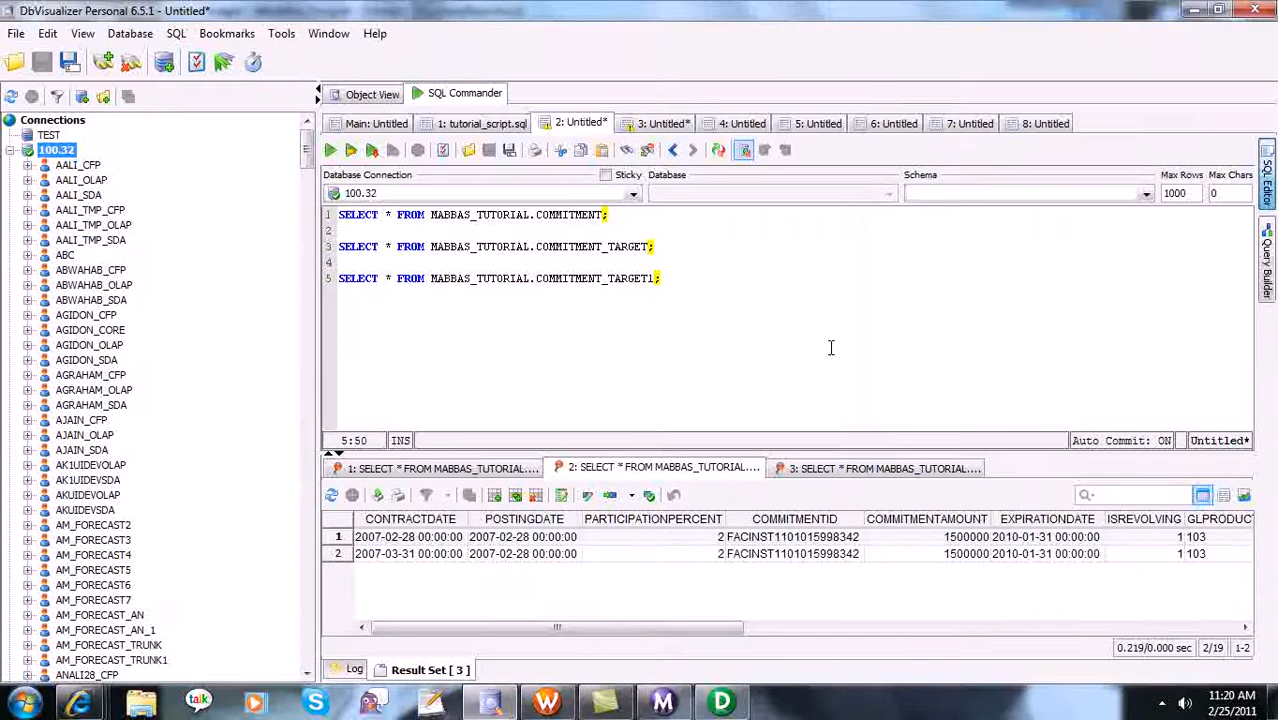 DbVisualizer Personal 6.5.1 - Untitled*
File Edit View Database SQL Bookmarks Tools Window Help
Object View SQL Commander
Main: Untitled 1: tutorial_script.sql 2: Untitled* 3: Untitled* 4: Untitled 5: Untitled 6: Untitled 7: Untitled 8: Untitled
Database Connection Sticky Database Schema Max Rows Max Chars
100.32 1000 0
1 SELECT * FROM MABBAS_TUTORIAL.COMMITMENT;
2
3 SELECT * FROM MABBAS_TUTORIAL.COMMITMENT_TARGET;
4
5 SELECT * FROM MABBAS_TUTORIAL.COMMITMENT_TARGET1;
SQL Editor
Query Builder
5:50 INS Auto Commit: ON Untitled*
Connections
TEST
100.32
AALI_CFP
AALI_OLAP
AALI_SDA
AALI_TMP_CFP
AALI_TMP_OLAP
AALI_TMP_SDA
ABC
ABWAHAB_CFP
ABWAHAB_OLAP
ABWAHAB_SDA
AGIDON_CFP
AGIDON_CORE
AGIDON_OLAP
AGIDON_SDA
AGRAHAM_CFP
AGRAHAM_OLAP
AGRAHAM_SDA
AJAIN_CFP
AJAIN_OLAP
AJAIN_SDA
AK1UIDEVOLAP
AK1UIDEVSDA
AKUIDEVOLAP
AKUIDEVSDA
AM_FORECAST2
AM_FORECAST3
AM_FORECAST4
AM_FORECAST5
AM_FORECAST6
AM_FORECAST7
AM_FORECAST_AN
AM_FORECAST_AN_1
AM_FORECAST_TRUNK
AM_FORECAST_TRUNK1
ANALI28_CFP
1: SELECT * FROM MABBAS_TUTORIAL.... 2: SELECT * FROM MABBAS_TUTORIAL.... 3: SELECT * FROM MABBAS_TUTORIAL....
CONTRACTDATE POSTINGDATE PARTICIPATIONPERCENT COMMITMENTID COMMITMENTAMOUNT EXPIRATIONDATE ISREVOLVING GLPRODUC
1 2007-02-28 00:00:00 2007-02-28 00:00:00 2 FACINST1101015998342 1500000 2010-01-31 00:00:00 1 103
2 2007-03-31 00:00:00 2007-02-28 00:00:00 2 FACINST1101015998342 1500000 2010-01-31 00:00:00 1 103
0.219/0.000 sec 2/19 1-2
Log Result Set [ 3 ]
talk
11:20 AM
2/25/2011